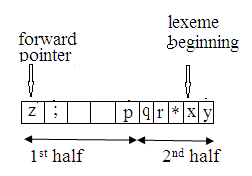 lexeme
beginning
forward
pointer
z ; p q r * x y
1st half 2nd half